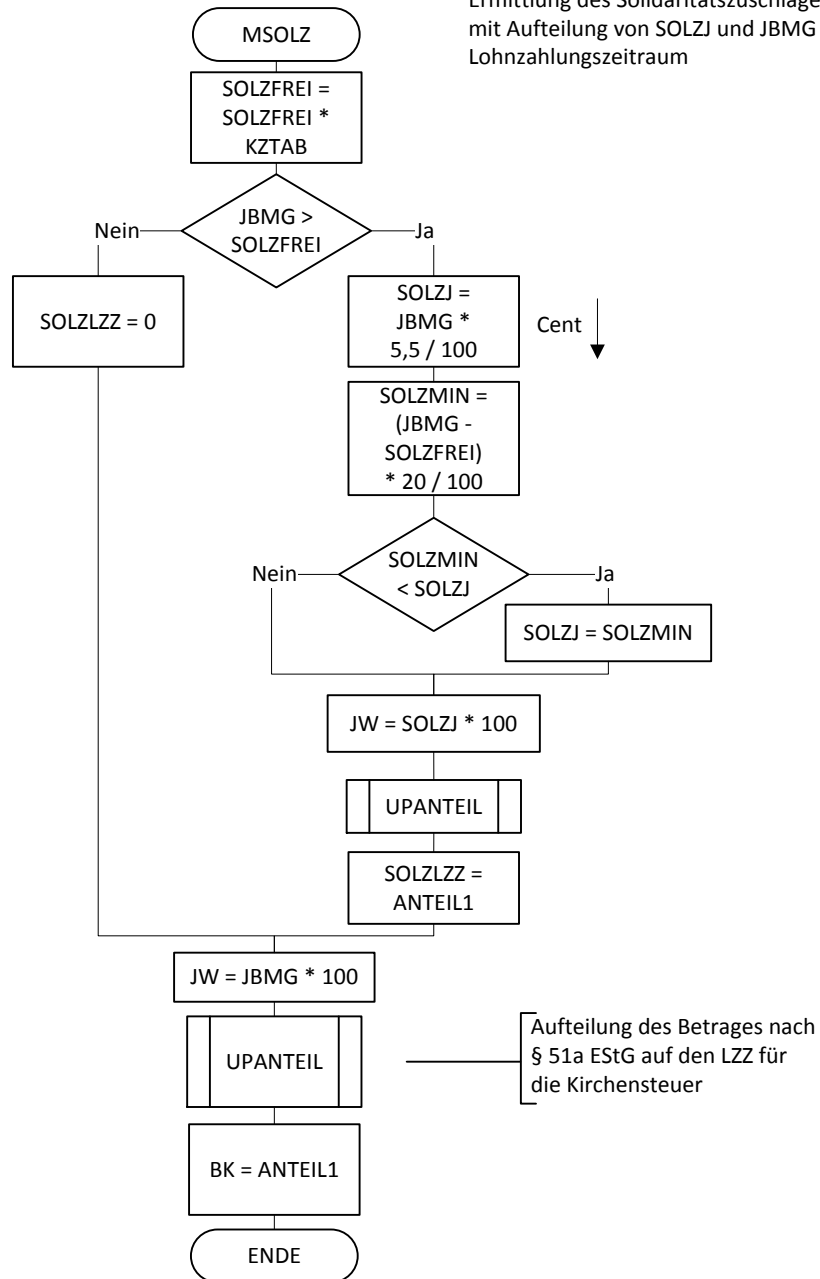 Ermittlung des Solidaritätszuschlage
mit Aufteilung von SOLZJ und JBMG
Lohnzahlungszeitraum
MSOLZ
SOLZFREI =
SOLZFREI *
KZTAB
JBMG >
SOLZFREI
Nein
Ja
SOLZLZZ = 0
SOLZJ =
JBMG *
5,5 / 100
Cent
SOLZMIN =
(JBMG -
SOLZFREI)
* 20 / 100
SOLZMIN
< SOLZJ
Nein
Ja
SOLZJ = SOLZMIN
JW = SOLZJ * 100
UPANTEIL
SOLZLZZ =
ANTEIL1
JW = JBMG * 100
UPANTEIL
Aufteilung des Betrages nach
§ 51a EStG auf den LZZ für
die Kirchensteuer
BK = ANTEIL1
ENDE